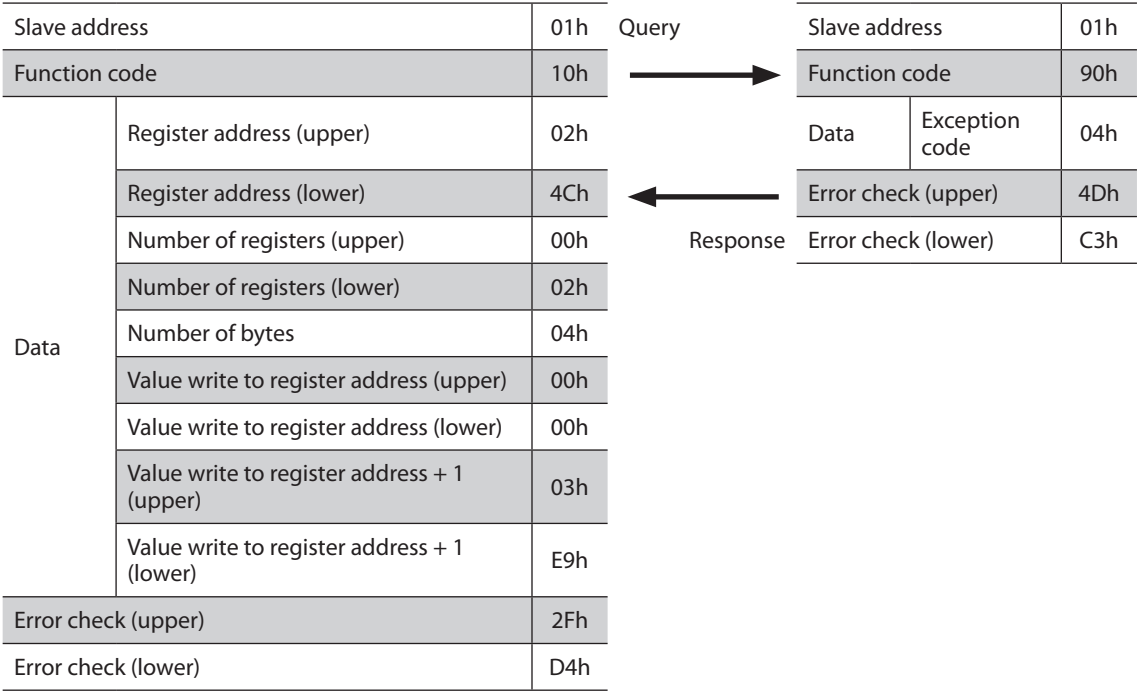 Slave address 01h
Function code 10h
Data
Register address (upper) 02h
Register address (lower) 4Ch
Number of registers (upper) 00h
Number of registers (lower) 02h
Number of bytes 04h
Value write to register address (upper) 00h
Value write to register address (lower) 00h
Value write to register address + 1
(upper) 03h
Value write to register address + 1
(lower) E9h
Error check (upper) 2Fh
Error check (lower) D4h
Query
Response
Slave address 01h
Function code 90h
Data Exception
code 04h
Error check (upper) 4Dh
Error check (lower) C3h